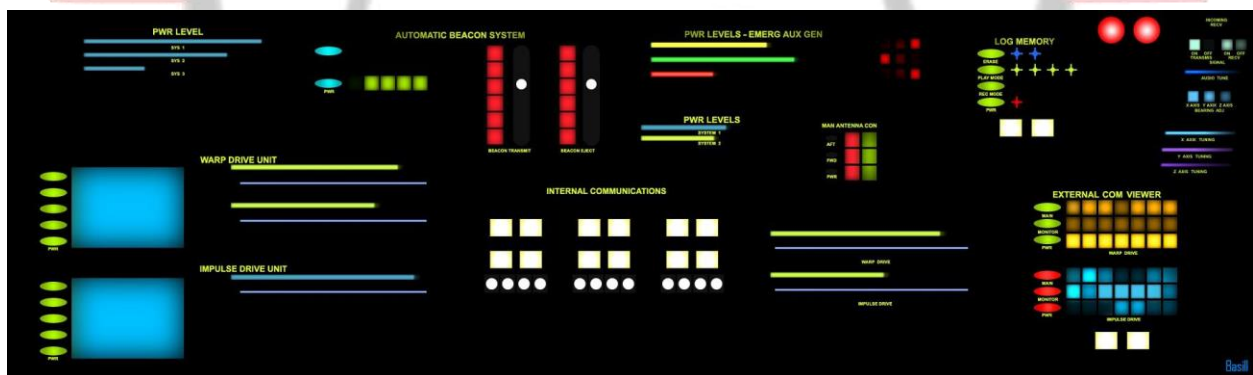 PWR LEVEL
SYS 1
SYS 2
SYS 3
PWR
AUTOMATIC BEACON SYSTEM
BEACON TRANSMIT
BEACON EJECT
PWR LEVELS - EMERG AUX GEN
PWR LEVELS
SYSTEM 1
SYSTEM 2
MAN ANTENNA CON
AFT
FWD
PWR
LOG MEMORY
ERASE
PLAY MODE
REC MODE
PWR
INCOMING
RECV
ON OFF ON OFF
TRANSMIT RECV
SIGNAL
AUDIO TUNE
X AXIS Y AXIS Z AXIS
BEARING ADJ
X AXIS TUNING
Y AXIS TUNING
Z AXIS TUNING
WARP DRIVE UNIT
PWR
IMPULSE DRIVE UNIT
PWR
INTERNAL COMMUNICATIONS
WARP DRIVE
IMPULSE DRIVE
EXTERNAL COM VIEWER
MAIN
MONITOR
PWR
WARP DRIVE
MAIN
MONITOR
PWR
IMPULSE DRIVE
Basill